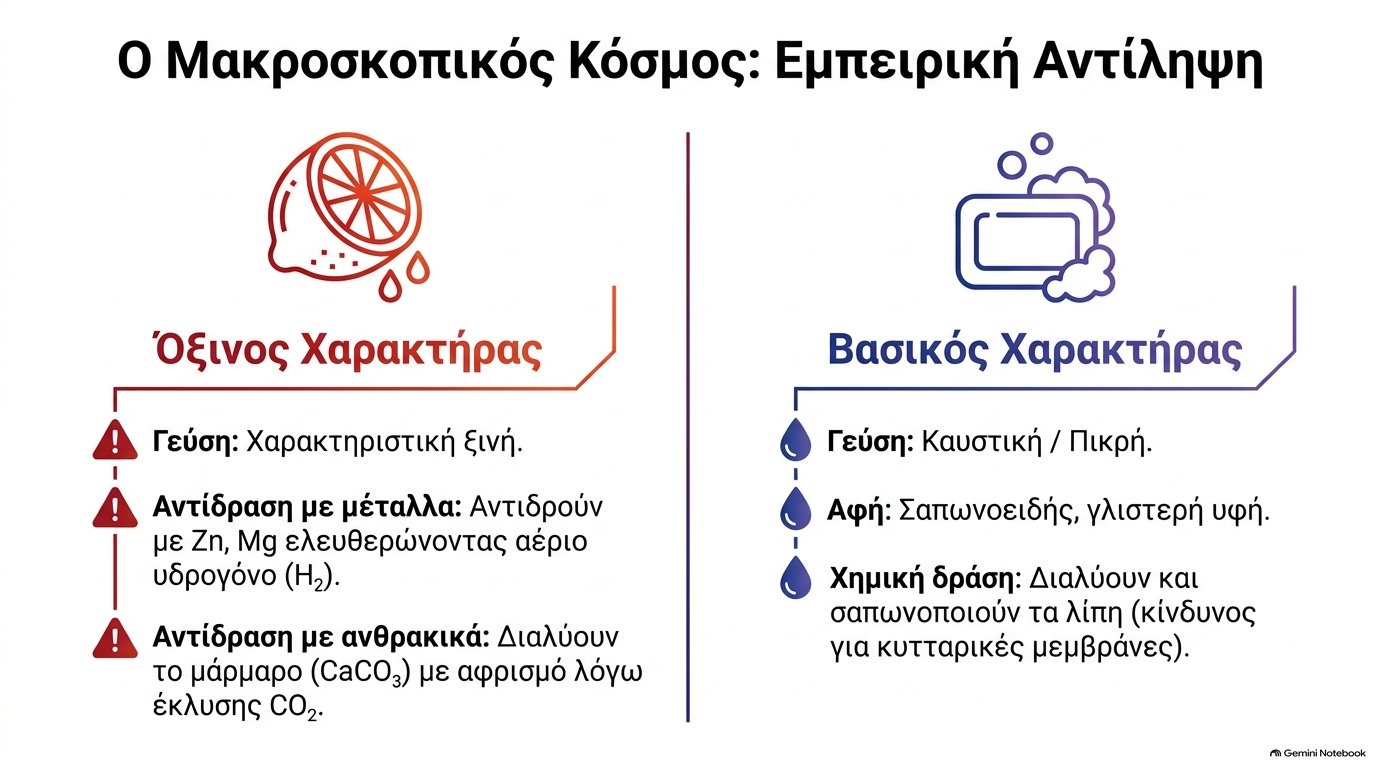 Ο Μακροσκοπικός Κόσμος: Εμπειρική Αντίληψη
Όξινος Χαρακτήρας
Γεύση: Χαρακτηριστική ξινή.
Αντίδραση με μέταλλα: Αντιδρούν
με Zn, Mg ελευθερώνοντας αέριο
υδρογόνο (H₂).
Αντίδραση με ανθρακικά: Διαλύουν
το μάρμαρο (CaCO₃) με αφρισμό λόγω
έκλυσης CO₂.
Βασικός Χαρακτήρας
Γεύση: Καυστική / Πικρή.
Αφή: Σαπωνοειδής, γλιστερή υφή.
Χημική δράση: Διαλύουν και
σαπωνοποιούν τα λίπη (κίνδυνος
για κυτταρικές μεμβράνες).
Gemini Notebook